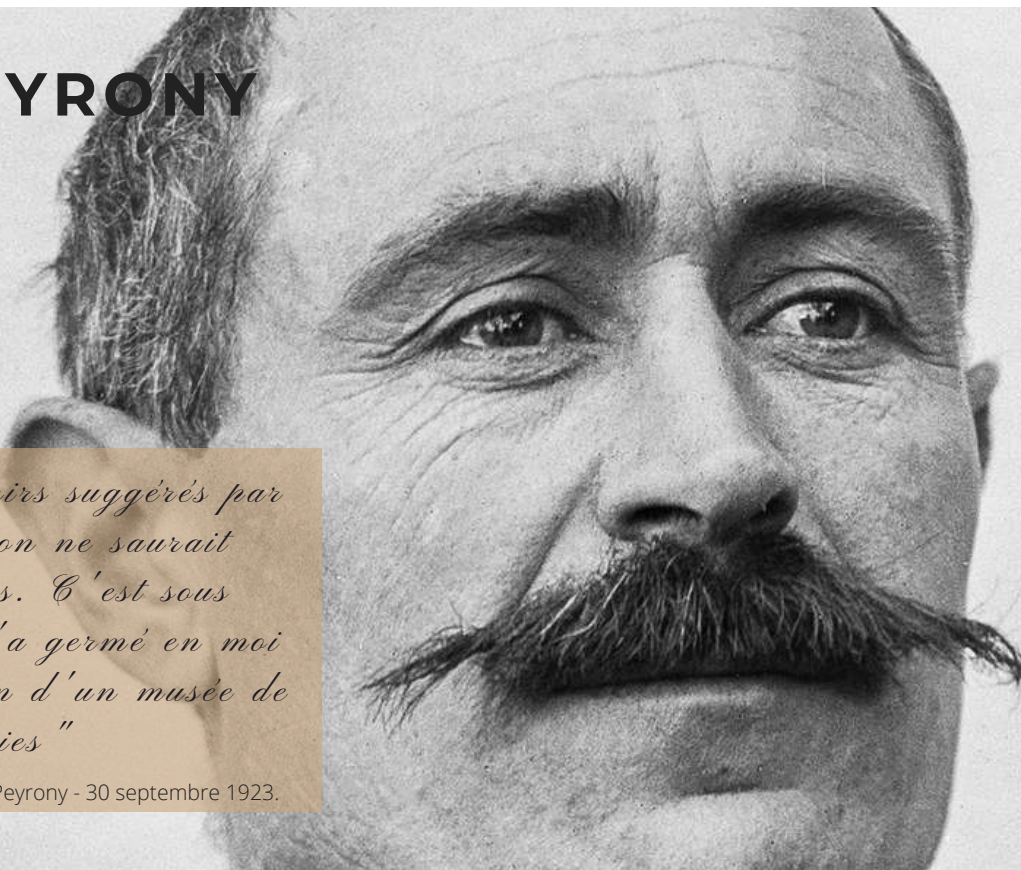 YRONY
irs suggérés par
on ne saurait
s. C'est sous
'a germé en moi
n d'un musée de
ies "
Peyrony - 30 septembre 1923.